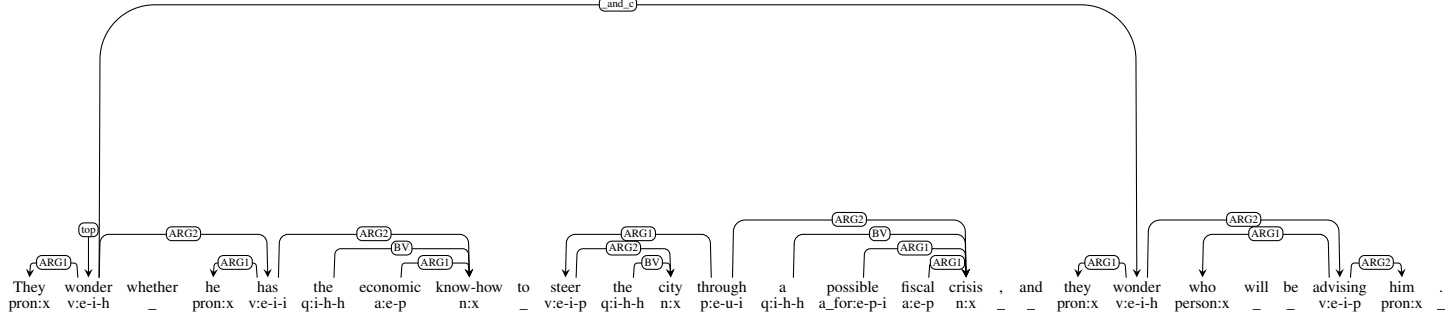 _and_c
ARG2
top ARG2 ARG2 ARG1 BV ARG2 ARG1
BV ARG2 ARG1
ARG1 ARG1 ARG1 BV ARG1 ARG1 ARG2
They wonder whether he has the economic know-how to steer the city through a possible fiscal crisis , and they wonder who will be advising him .
pron:x v:e-i-h _ pron:x v:e-i-i q:i-h-h a:e-p n:x _ v:e-i-p q:i-h-h n:x p:e-u-i q:i-h-h a_for:e-p-i a:e-p n:x _ _ pron:x v:e-i-h person:x _ _ v:e-i-p pron:x _